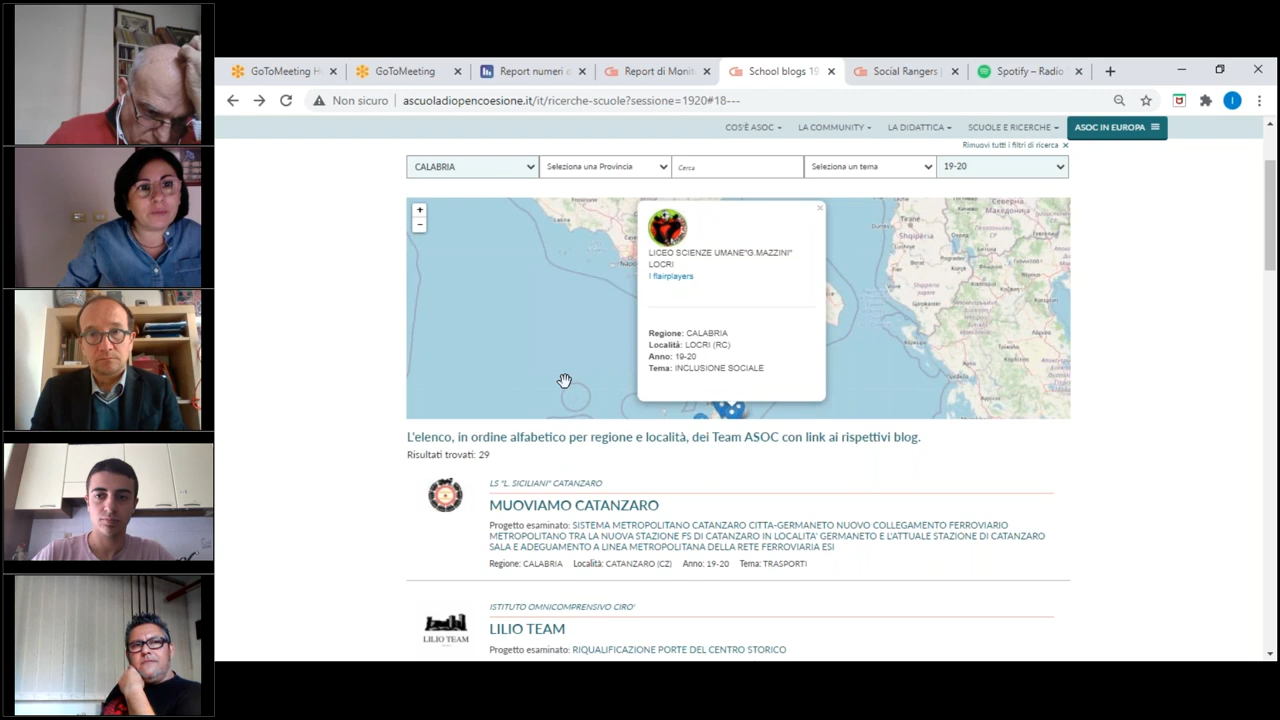 GoToMeeting H
GoToMeeting
Report numeri d
Report di Monit
School blogs 19
Social Rangers
Spotify – Radio
Non sicuro
ascuoladiopencoesione.it/it/ricerche-scuole?sessione=1920#18---
COS'È ASOC
LA COMMUNITY
LA DIDATTICA
SCUOLE E RICERCHE
ASOC IN EUROPA
Rimuovi tutti i filtri di ricerca ×
CALABRIA
Seleziona una Provincia
Cerca
Seleziona un tema
19-20
+
−
LICEO SCIENZE UMANE"G.MAZZINI"
LOCRI
I flairplayers
Regione: CALABRIA
Località: LOCRI (RC)
Anno: 19-20
Tema: INCLUSIONE SOCIALE
Tiranë
Shqipëria
Северна
Македонија
L'elenco, in ordine alfabetico per regione e località, dei Team ASOC con link ai rispettivi blog.
Risultati trovati: 29
LS "L. SICILIANI" CATANZARO
MUOVIAMO CATANZARO
Progetto esaminato: SISTEMA METROPOLITANO CATANZARO CITTA-GERMANETO NUOVO COLLEGAMENTO FERROVIARIO
METROPOLITANO TRA LA NUOVA STAZIONE FS DI CATANZARO IN LOCALITA' GERMANETO E L'ATTUALE STAZIONE DI CATANZARO
SALA E ADEGUAMENTO A LINEA METROPOLITANA DELLA RETE FERROVIARIA ESI
Regione: CALABRIA Località: CATANZARO (CZ) Anno: 19-20 Tema: TRASPORTI
ISTITUTO OMNICOMPRENSIVO CIRO'
LILIO TEAM
LILIO TEAM
Progetto esaminato: RIQUALIFICAZIONE PORTE DEL CENTRO STORICO